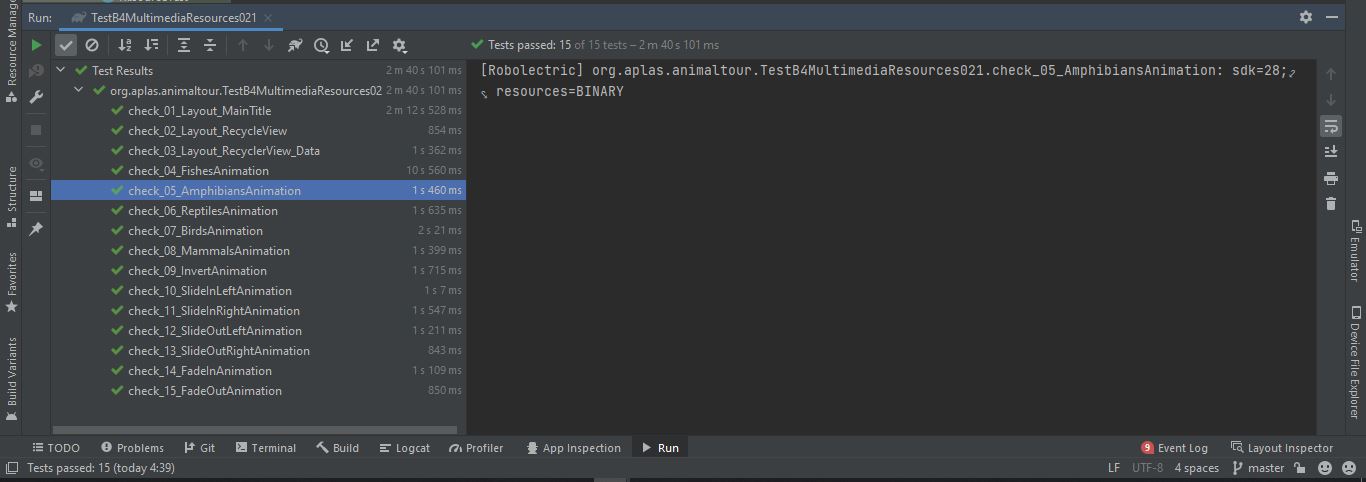 Run:
TestB4MultimediaResources021
Tests passed: 15 of 15 tests – 2 m 40 s 101 ms
Test Results 2 m 40 s 101 ms
org.aplas.animaltour.TestB4MultimediaResources02 2 m 40 s 101 ms
check_01_Layout_MainTitle 2 m 12 s 528 ms
check_02_Layout_RecycleView 854 ms
check_03_Layout_RecyclerView_Data 1 s 362 ms
check_04_FishesAnimation 10 s 560 ms
check_05_AmphibiansAnimation 1 s 460 ms
check_06_ReptilesAnimation 1 s 635 ms
check_07_BirdsAnimation 2 s 21 ms
check_08_MammalsAnimation 1 s 399 ms
check_09_InvertAnimation 1 s 715 ms
check_10_SlideInLeftAnimation 1 s 7 ms
check_11_SlideInRightAnimation 1 s 547 ms
check_12_SlideOutLeftAnimation 1 s 211 ms
check_13_SlideOutRightAnimation 843 ms
check_14_FadeInAnimation 1 s 109 ms
check_15_FadeOutAnimation 850 ms
[Robolectric] org.aplas.animaltour.TestB4MultimediaResources021.check_05_AmphibiansAnimation: sdk=28;
resources=BINARY
Resource Manag
Structure
Favorites
Build Variants
Emulator
Device File Explorer
TODO
Problems
Git
Terminal
Build
Logcat
Profiler
App Inspection
Run
9 Event Log
Layout Inspector
Tests passed: 15 (today 4:39)
LF
UTF-8
4 spaces
master